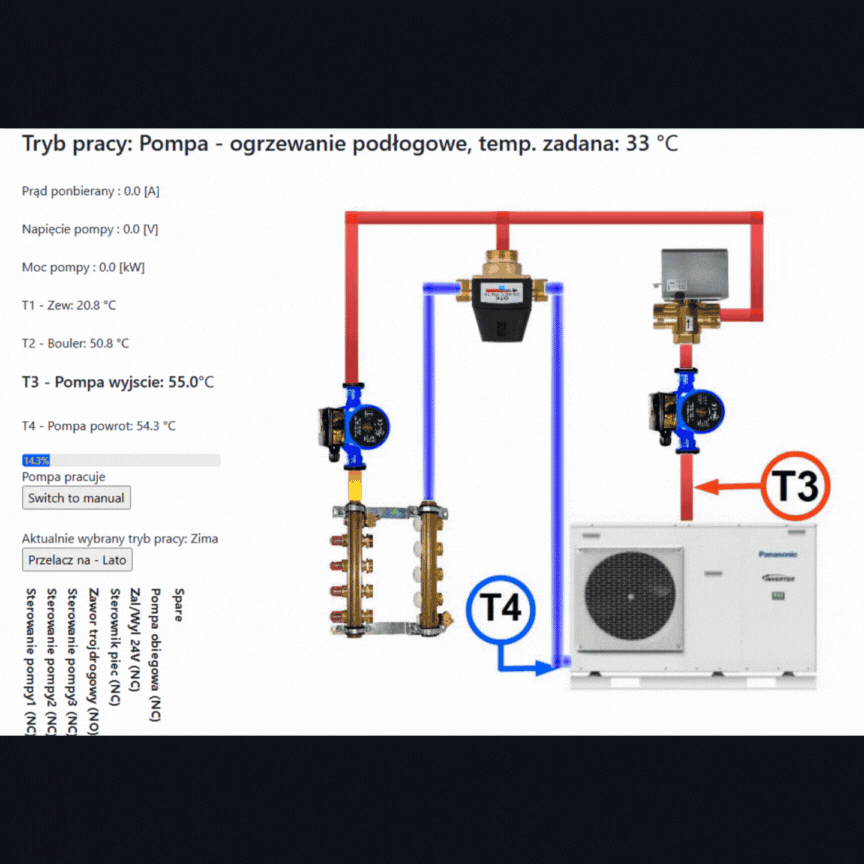 Tryb pracy: Pompa - ogrzewanie podłogowe, temp. zadana: 33 °C
Prąd ponbierany : 0.0 [A]
Napięcie pompy : 0.0 [V]
Moc pompy : 0.0 [kW]
T1 - Zew: 20.8 °C
T2 - Bouler: 50.8 °C
T3 - Pompa wyjscie: 55.0°C
T4 - Pompa powrot: 54.3 °C
14.3%
Pompa pracuje
Switch to manual
Aktualnie wybrany tryb pracy: Zima
Przelacz na - Lato
Sterowanie pompy1 (NC)
Sterowanie pompy2 (NC)
Sterowanie pompy3 (NC)
Zawor trojdrogowy (NO)
Sterownik piec (NC)
Zal/Wyl 24V (NC)
Pompa obiegowa (NC)
Spare
T3
T4
Panasonic
INVERTER